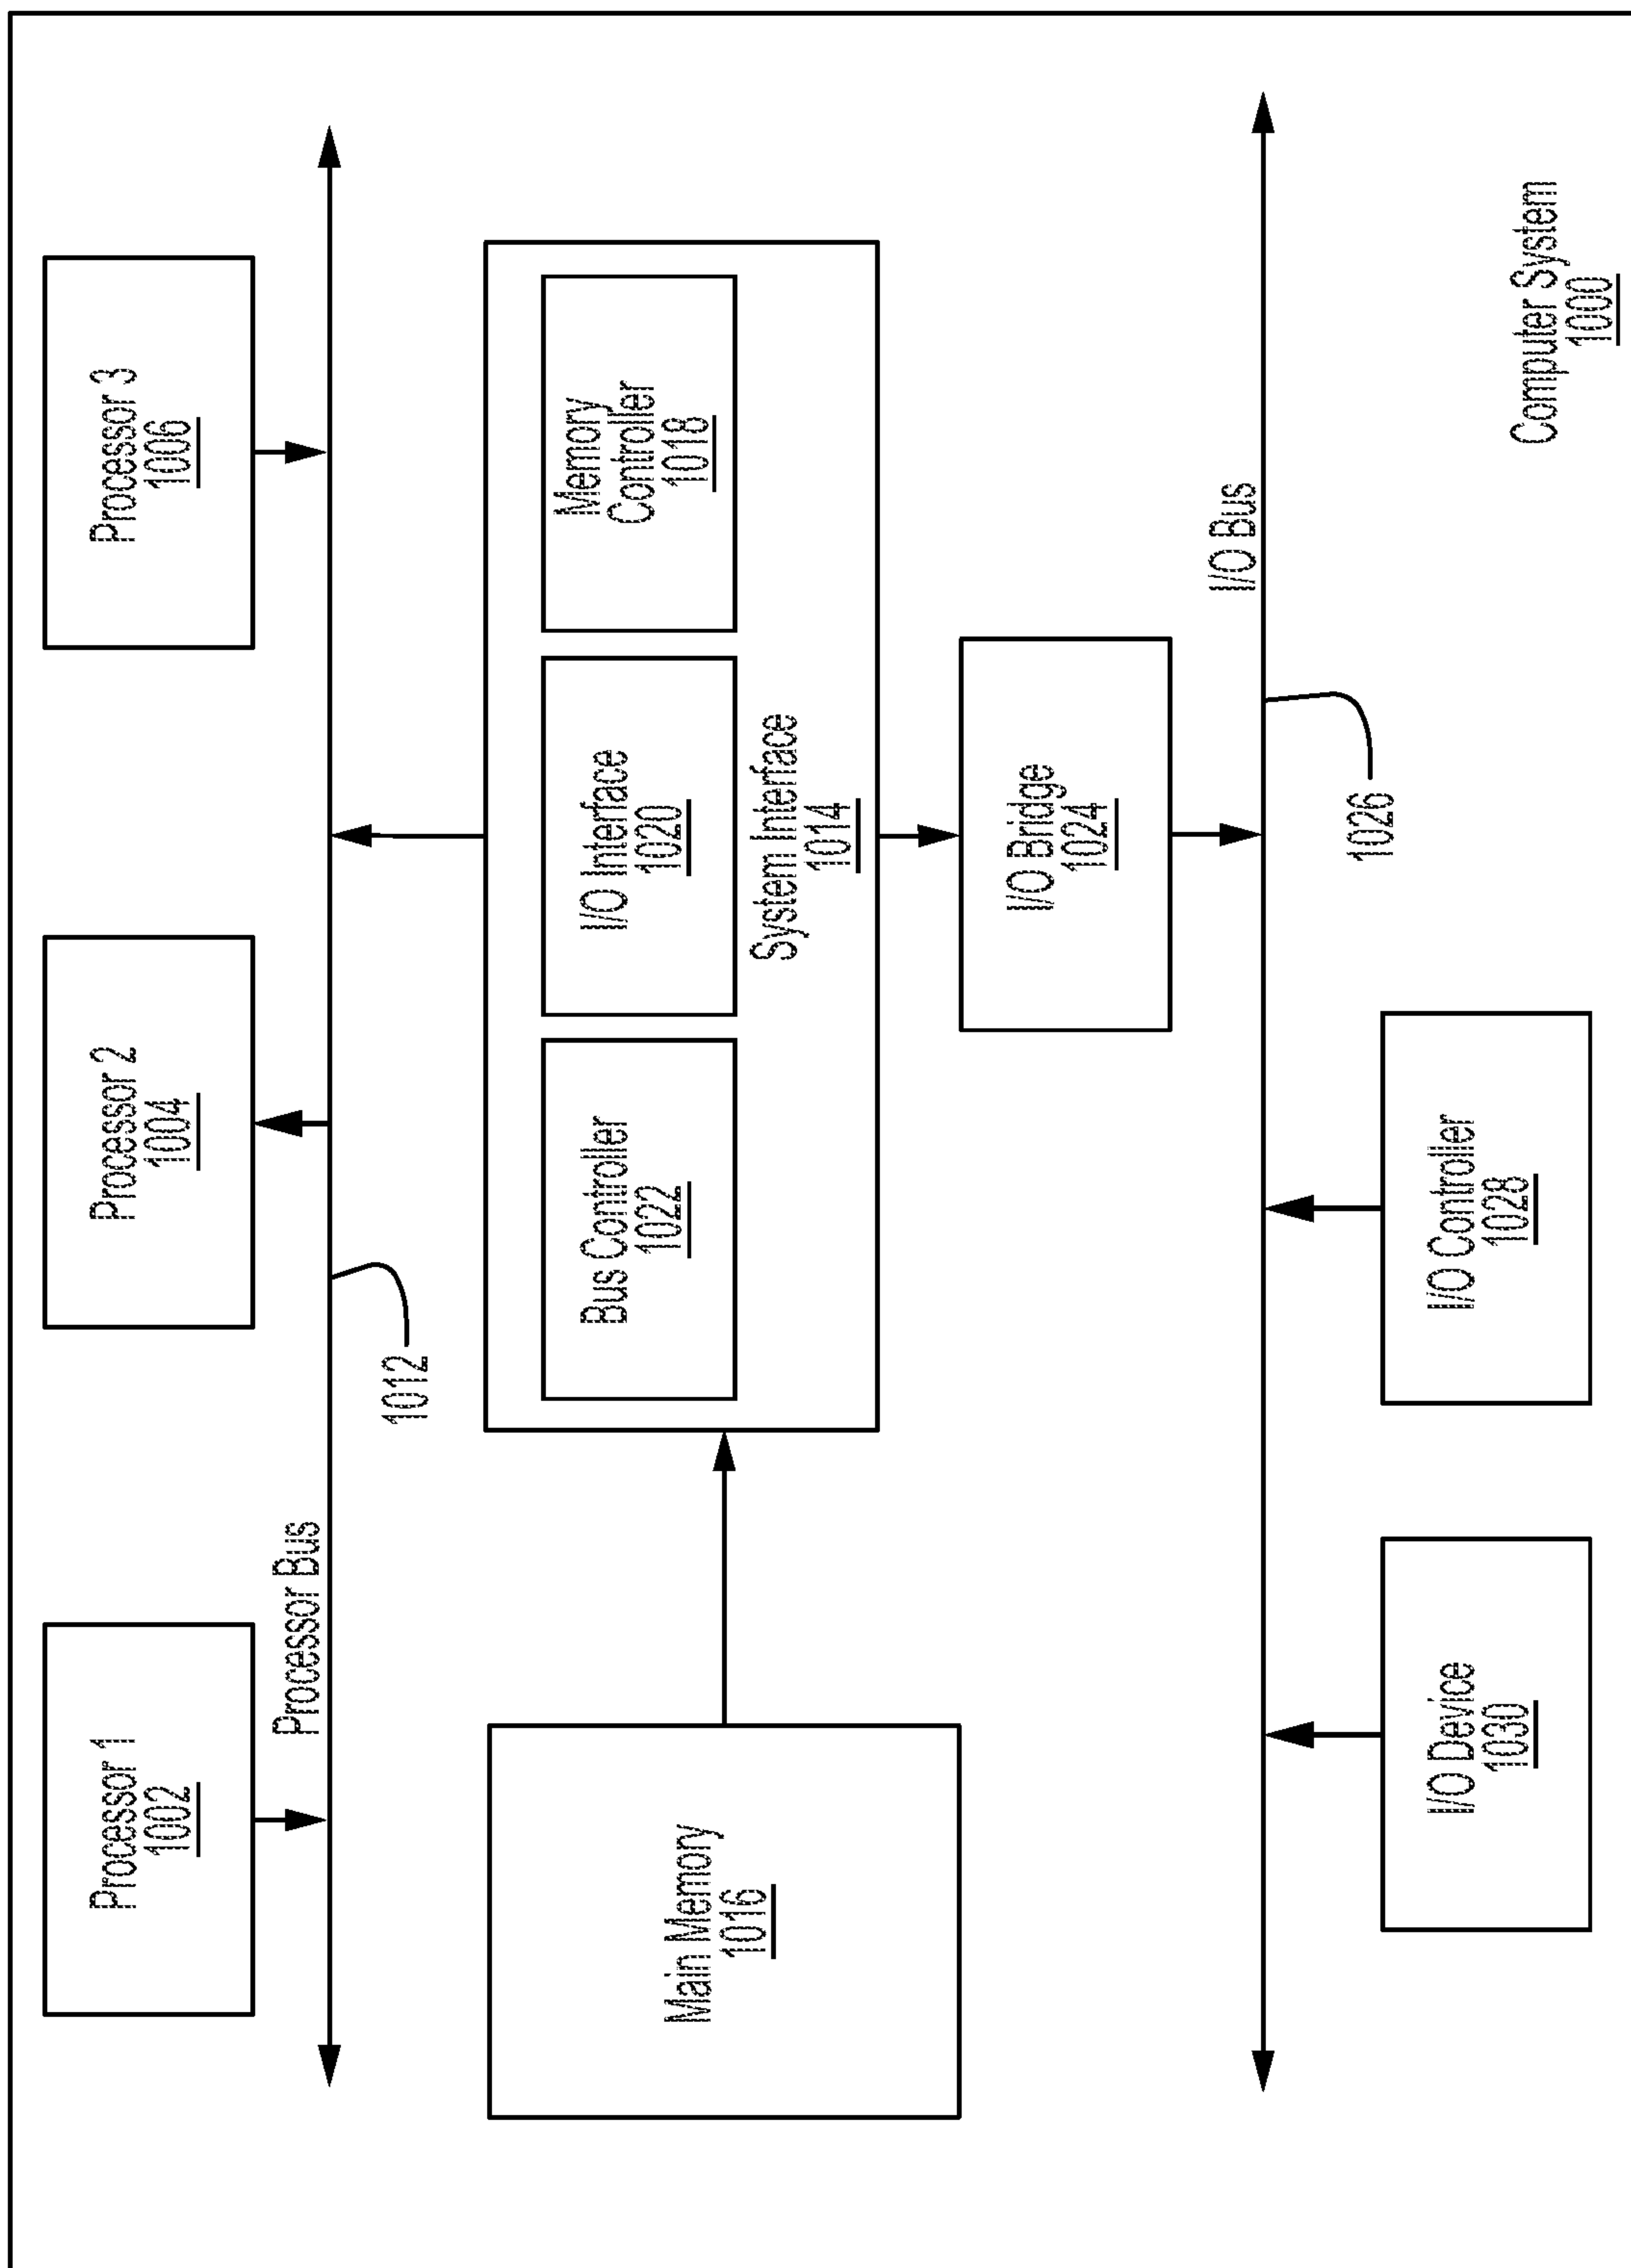 Processor 1
1002
Processor 2
1004
Processor 3
1006
Processor Bus
1012
Main Memory
1016
Bus Controller
1022
I/O Interface
1020
Memory
Controller
1018
System Interface
1014
I/O Bridge
1024
I/O Bus
1026
I/O Device
1030
I/O Controller
1028
Computer System
1000